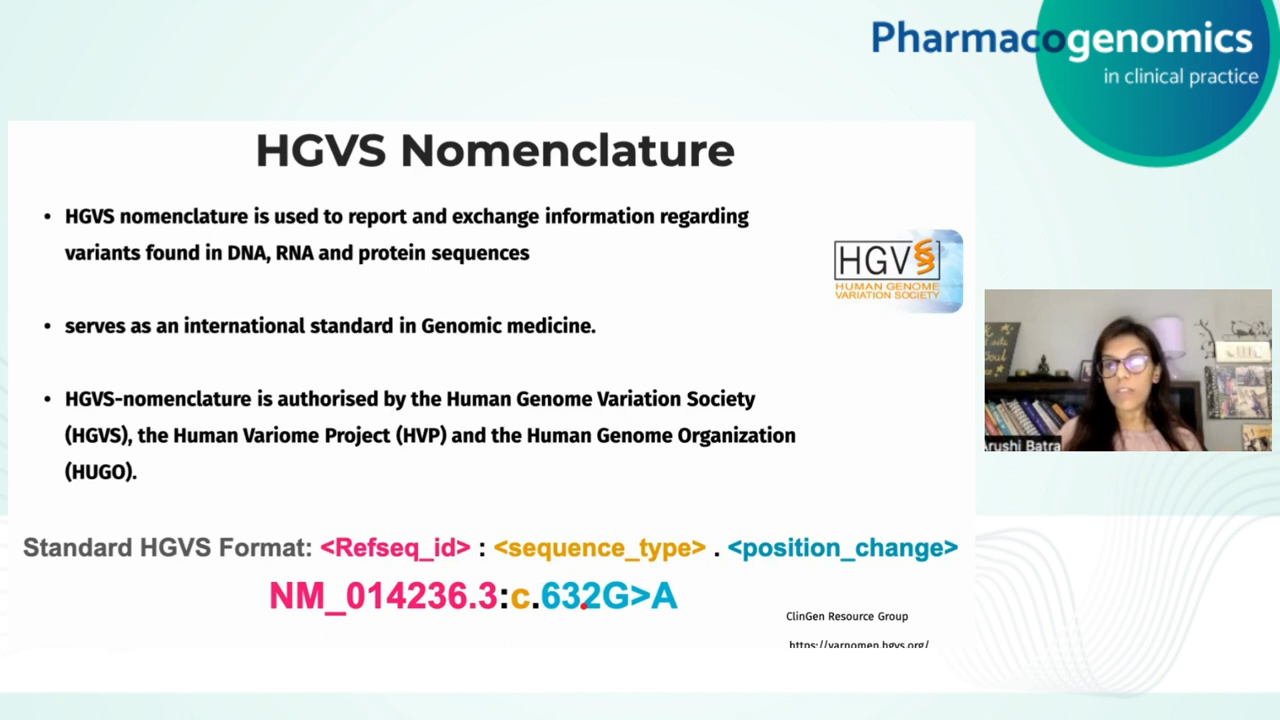 Pharmacogenomics
in clinical practice
HGVS Nomenclature
• HGVS nomenclature is used to report and exchange information regarding
variants found in DNA, RNA and protein sequences
HGVS
HUMAN GENOME
VARIATION SOCIETY
• serves as an international standard in Genomic medicine.
• HGVS-nomenclature is authorised by the Human Genome Variation Society
(HGVS), the Human Variome Project (HVP) and the Human Genome Organization
(HUGO).
Soul
Arushi Batra
Standard HGVS Format: <Refseq_id> : <sequence_type> . <position_change>
NM_014236.3:c.632G>A
ClinGen Resource Group
https://varnomen.hgvs.org/